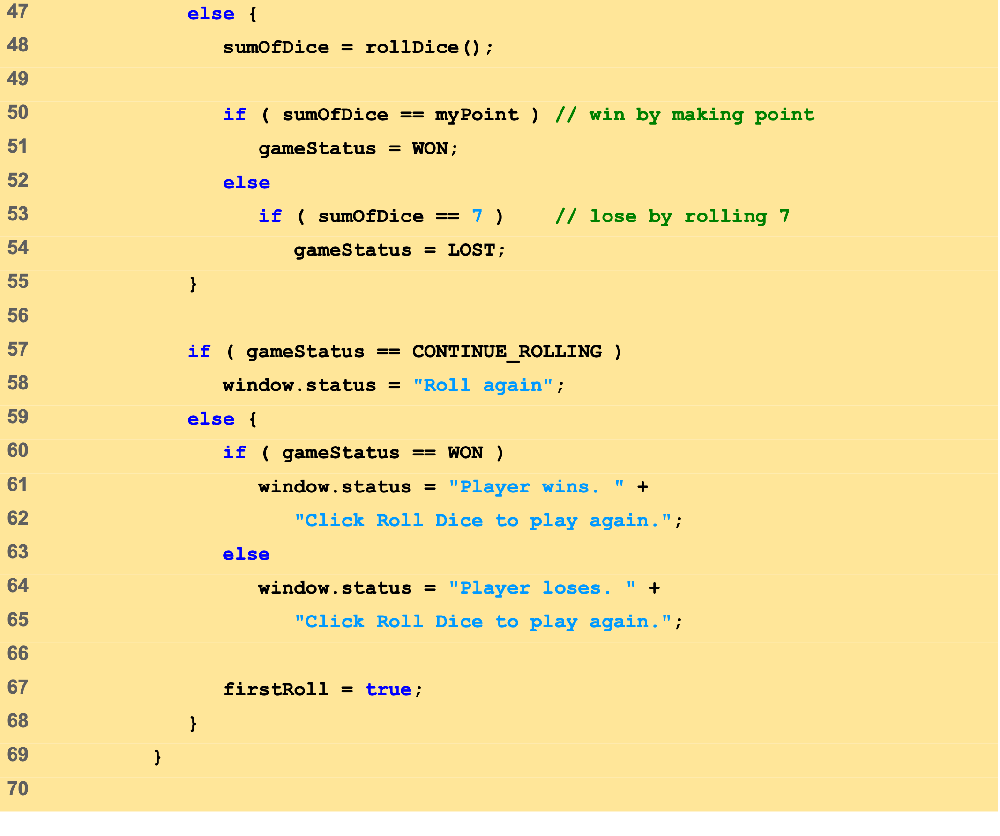 47 else {
48 sumOfDice = rollDice();
49
50 if ( sumOfDice == myPoint ) // win by making point
51 gameStatus = WON;
52 else
53 if ( sumOfDice == 7 ) // lose by rolling 7
54 gameStatus = LOST;
55 }
56
57 if ( gameStatus == CONTINUE_ROLLING )
58 window.status = "Roll again";
59 else {
60 if ( gameStatus == WON )
61 window.status = "Player wins. " +
62 "Click Roll Dice to play again.";
63 else
64 window.status = "Player loses. " +
65 "Click Roll Dice to play again.";
66
67 firstRoll = true;
68 }
69 }
70